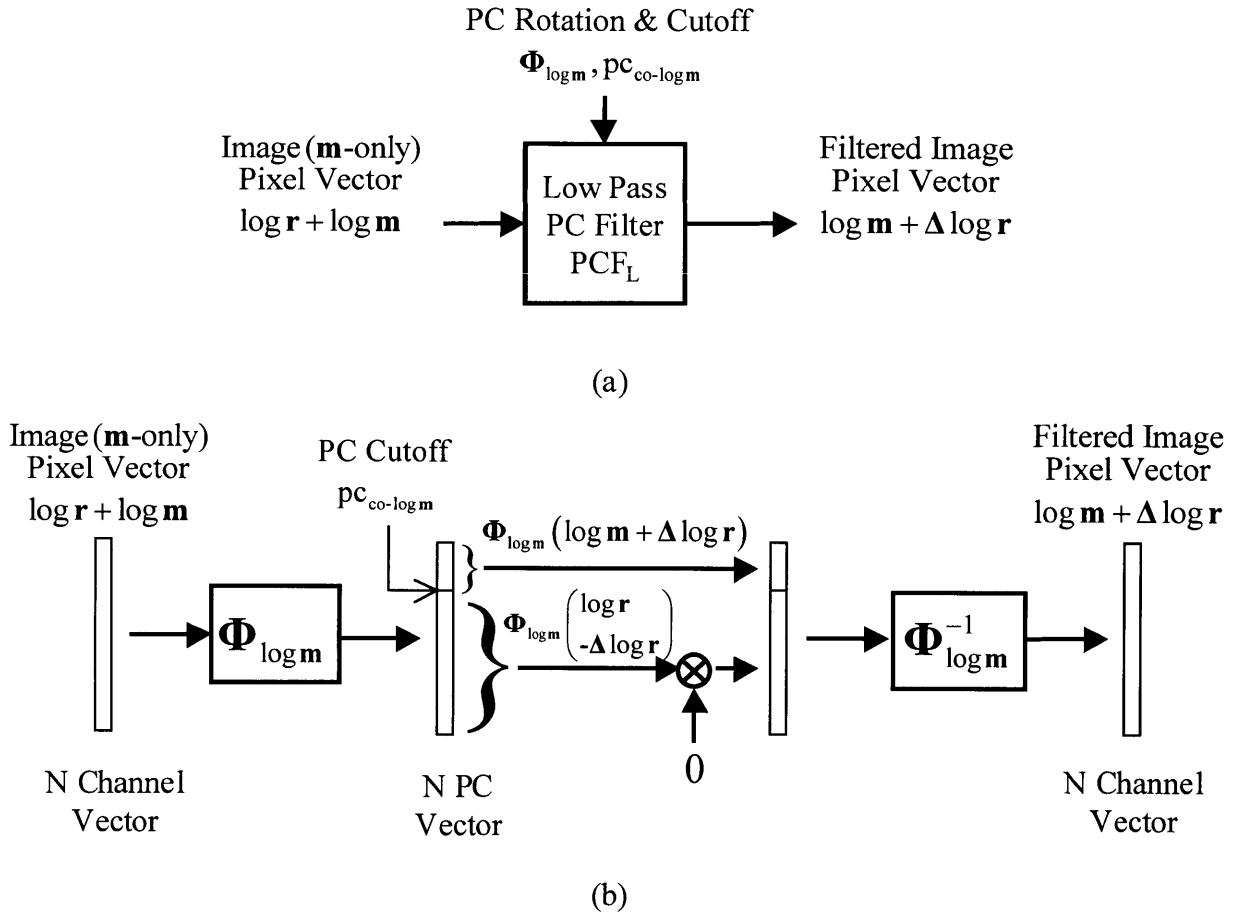 PC Rotation & Cutoff
Φlog m, pcco-log m
Image (m-only)
Pixel Vector
log r + log m
Low Pass
PC Filter
PCFL
Filtered Image
Pixel Vector
log m + Δ log r
(a)
Image (m-only)
Pixel Vector
log r + log m
PC Cutoff
pcco-log m
Filtered Image
Pixel Vector
log m + Δ log r
Φlog m (log m + Δ log r)
Φlog m
Φlog m (log r
-Δ log r)
Φ−1log m
0
N Channel
Vector
N PC
Vector
N Channel
Vector
(b)